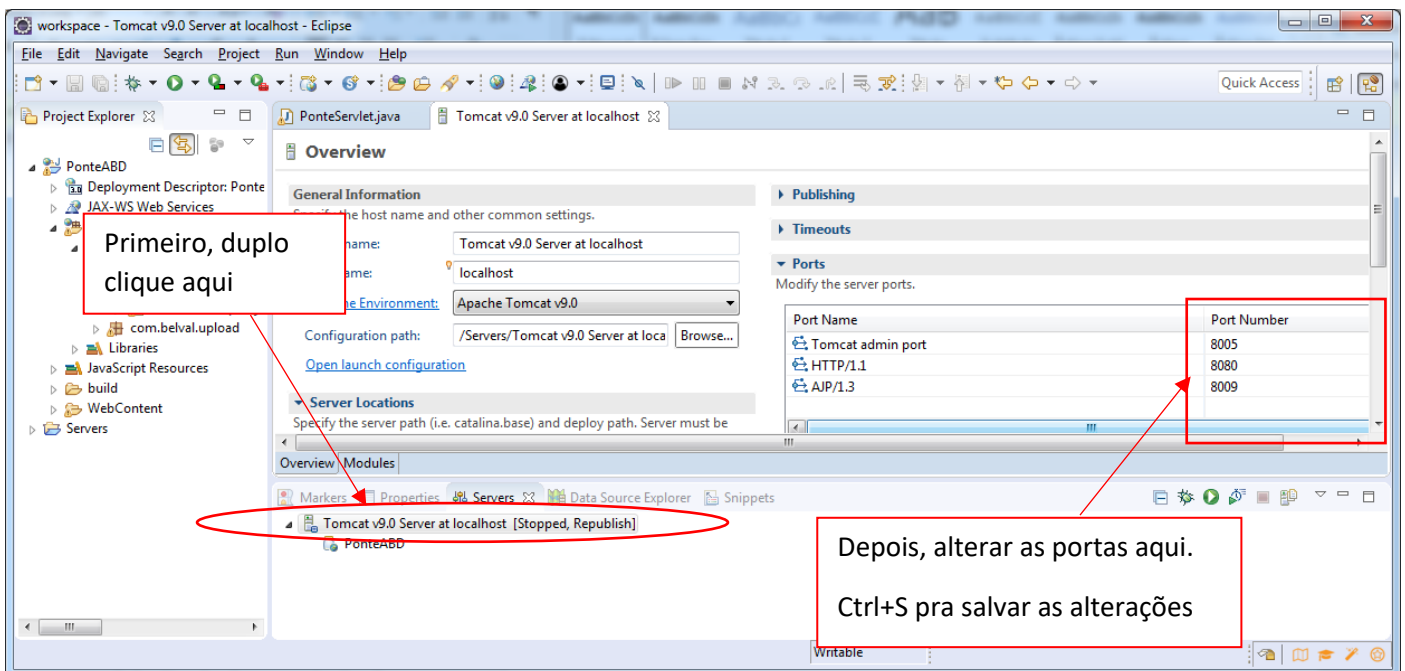 workspace - Tomcat v9.0 Server at localhost - Eclipse
File Edit Navigate Search Project Run Window Help
Quick Access
Project Explorer
PonteServlet.java
Tomcat v9.0 Server at localhost
PonteABD
Deployment Descriptor: Ponte
JAX-WS Web Services
com.belval.upload
Libraries
JavaScript Resources
build
WebContent
Servers
Overview
General Information
the host name and other common settings.
name:
Tomcat v9.0 Server at localhost
localhost
Environment:
Apache Tomcat v9.0
Configuration path:
/Servers/Tomcat v9.0 Server at loca
Browse...
Open launch configuration
Server Locations
Specify the server path (i.e. catalina.base) and deploy path. Server must be
Publishing
Timeouts
Ports
Modify the server ports.
Port Name Port Number
Tomcat admin port 8005
HTTP/1.1 8080
AJP/1.3 8009
Overview Modules
Primeiro, duplo
clique aqui
Markers Properties Servers Data Source Explorer Snippets
Tomcat v9.0 Server at localhost [Stopped, Republish]
PonteABD
Depois, alterar as portas aqui.
Ctrl+S pra salvar as alterações
Writable